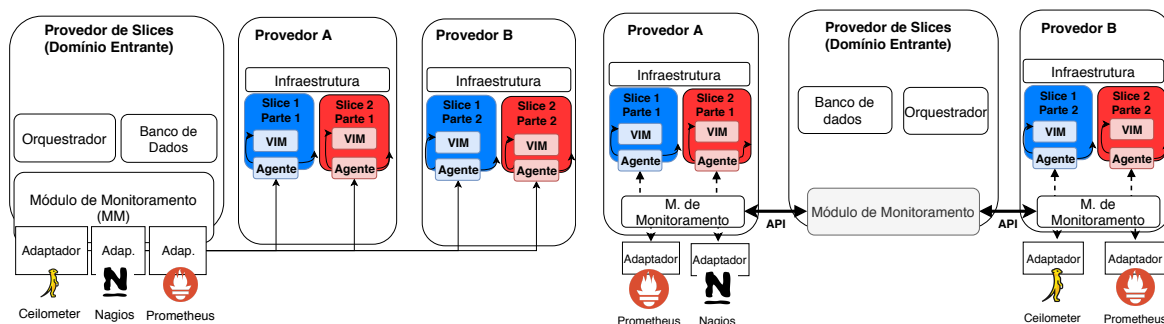 Provedor de Slices
(Domínio Entrante)
Orquestrador
Banco de
Dados
Módulo de Monitoramento
(MM)
Adaptador
Adap.
Adap.
Ceilometer
Nagios
Prometheus
Provedor A
Infraestrutura
Slice 1
Parte 1
VIM
Agente
Slice 2
Parte 1
VIM
Agente
Provedor B
Infraestrutura
Slice 1
Parte 2
VIM
Agente
Slice 2
Parte 2
VIM
Agente
Provedor A
Infraestrutura
Slice 1
Parte 1
VIM
Agente
Slice 2
Parte 1
VIM
Agente
M. de
Monitoramento
Adaptador
Adaptador
Prometheus
Nagios
API
Provedor de Slices
(Domínio Entrante)
Banco de
dados
Orquestrador
Módulo de Monitoramento
API
Provedor B
Infraestrutura
Slice 1
Parte 2
VIM
Agente
Slice 2
Parte 2
VIM
Agente
M. de
Monitoramento
Adaptador
Adaptador
Ceilometer
Prometheus